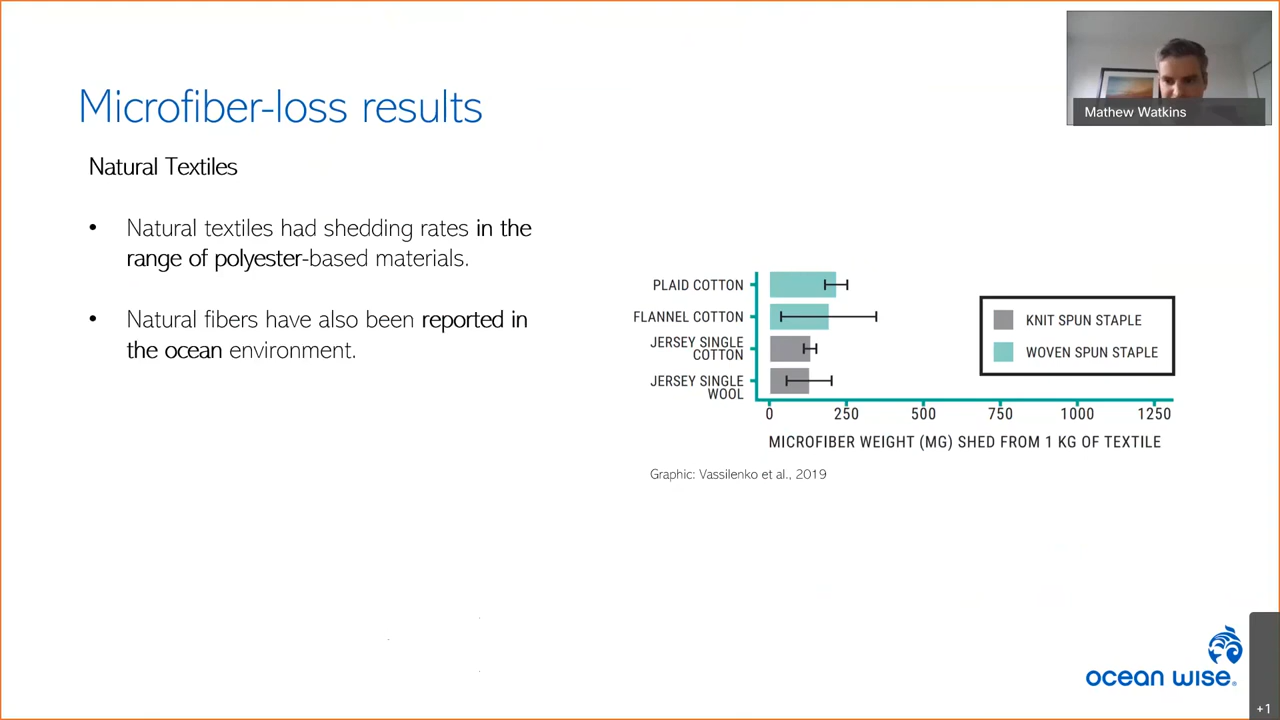 Microfiber-loss results
Mathew Watkins
Natural Textiles
• Natural textiles had shedding rates in the
range of polyester-based materials.
• Natural fibers have also been reported in
the ocean environment.
PLAID COTTON
FLANNEL COTTON
JERSEY SINGLE
COTTON
JERSEY SINGLE
WOOL
KNIT SPUN STAPLE
WOVEN SPUN STAPLE
0 250 500 750 1000 1250
MICROFIBER WEIGHT (MG) SHED FROM 1 KG OF TEXTILE
Graphic: Vassilenko et al., 2019
ocean wise®
+1